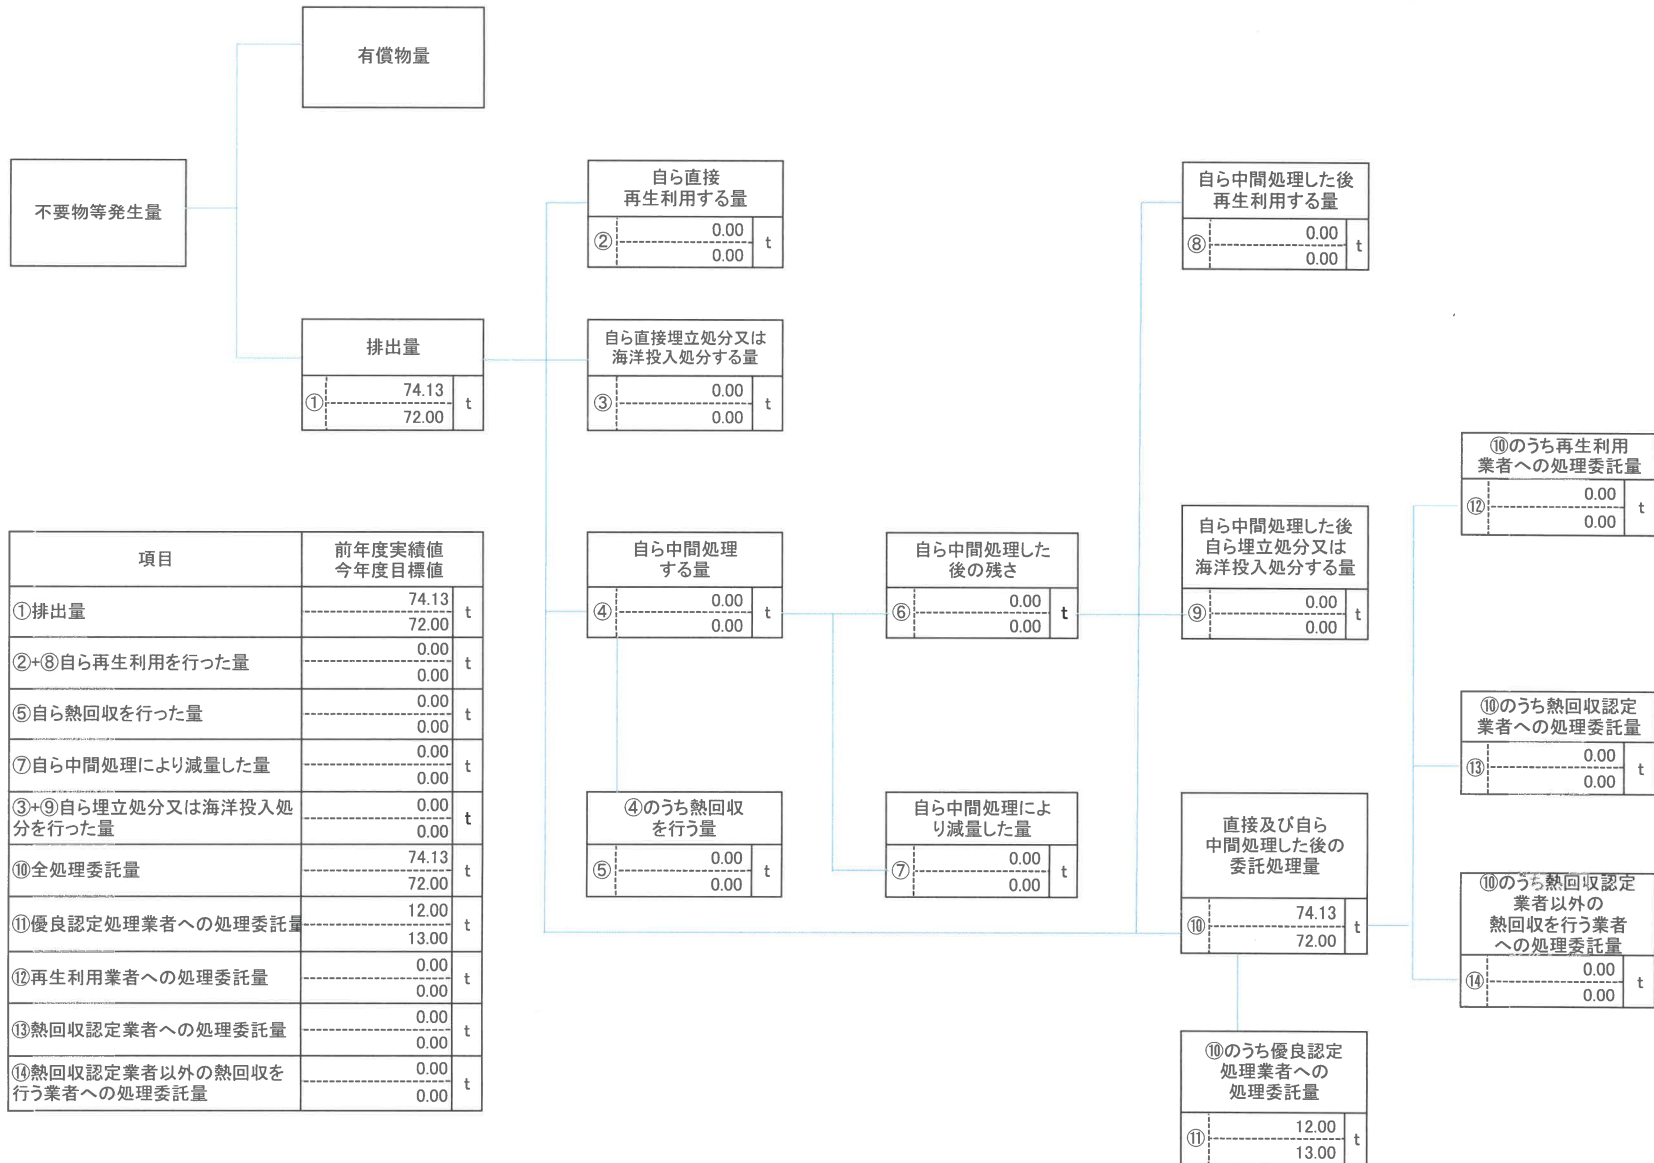 有償物量
不要物等発生量
排出量
①
74.13
72.00
t
自ら直接
再生利用する量
②
0.00
0.00
t
自ら直接埋立処分又は
海洋投入処分する量
③
0.00
0.00
t
自ら中間処理
する量
④
0.00
0.00
t
④のうち熱回収
を行う量
⑤
0.00
0.00
t
自ら中間処理した
後の残さ
⑥
0.00
0.00
t
自ら中間処理によ
り減量した量
⑦
0.00
0.00
t
自ら中間処理した後
再生利用する量
⑧
0.00
0.00
t
自ら中間処理した後
自ら埋立処分又は
海洋投入処分する量
⑨
0.00
0.00
t
直接及び自ら
中間処理した後の
委託処理量
⑩
74.13
72.00
t
⑩のうち優良認定
処理業者への
処理委託量
⑪
12.00
13.00
t
⑩のうち再生利用
業者への処理委託量
⑫
0.00
0.00
t
⑩のうち熱回収認定
業者への処理委託量
⑬
0.00
0.00
t
⑩のうち熱回収認定
業者以外の
熱回収を行う業者
への処理委託量
⑭
0.00
0.00
t
項目
前年度実績値
今年度目標値
①排出量
74.13
72.00
t
②+⑧自ら再生利用を行った量
0.00
0.00
t
⑤自ら熱回収を行った量
0.00
0.00
t
⑦自ら中間処理により減量した量
0.00
0.00
t
③+⑨自ら埋立処分又は海洋投入処
分を行った量
0.00
0.00
t
⑩全処理委託量
74.13
72.00
t
⑪優良認定処理業者への処理委託量
12.00
13.00
t
⑫再生利用業者への処理委託量
0.00
0.00
t
⑬熱回収認定業者への処理委託量
0.00
0.00
t
⑭熱回収認定業者以外の熱回収を
行う業者への処理委託量
0.00
0.00
t